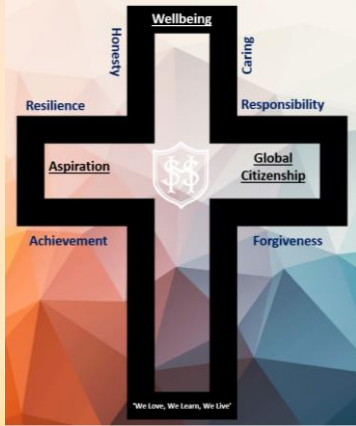 Wellbeing
Honesty
Caring
Resilience
Responsibility
Aspiration
Global
Citizenship
Achievement
Forgiveness
'We Love, We Learn, We Live'